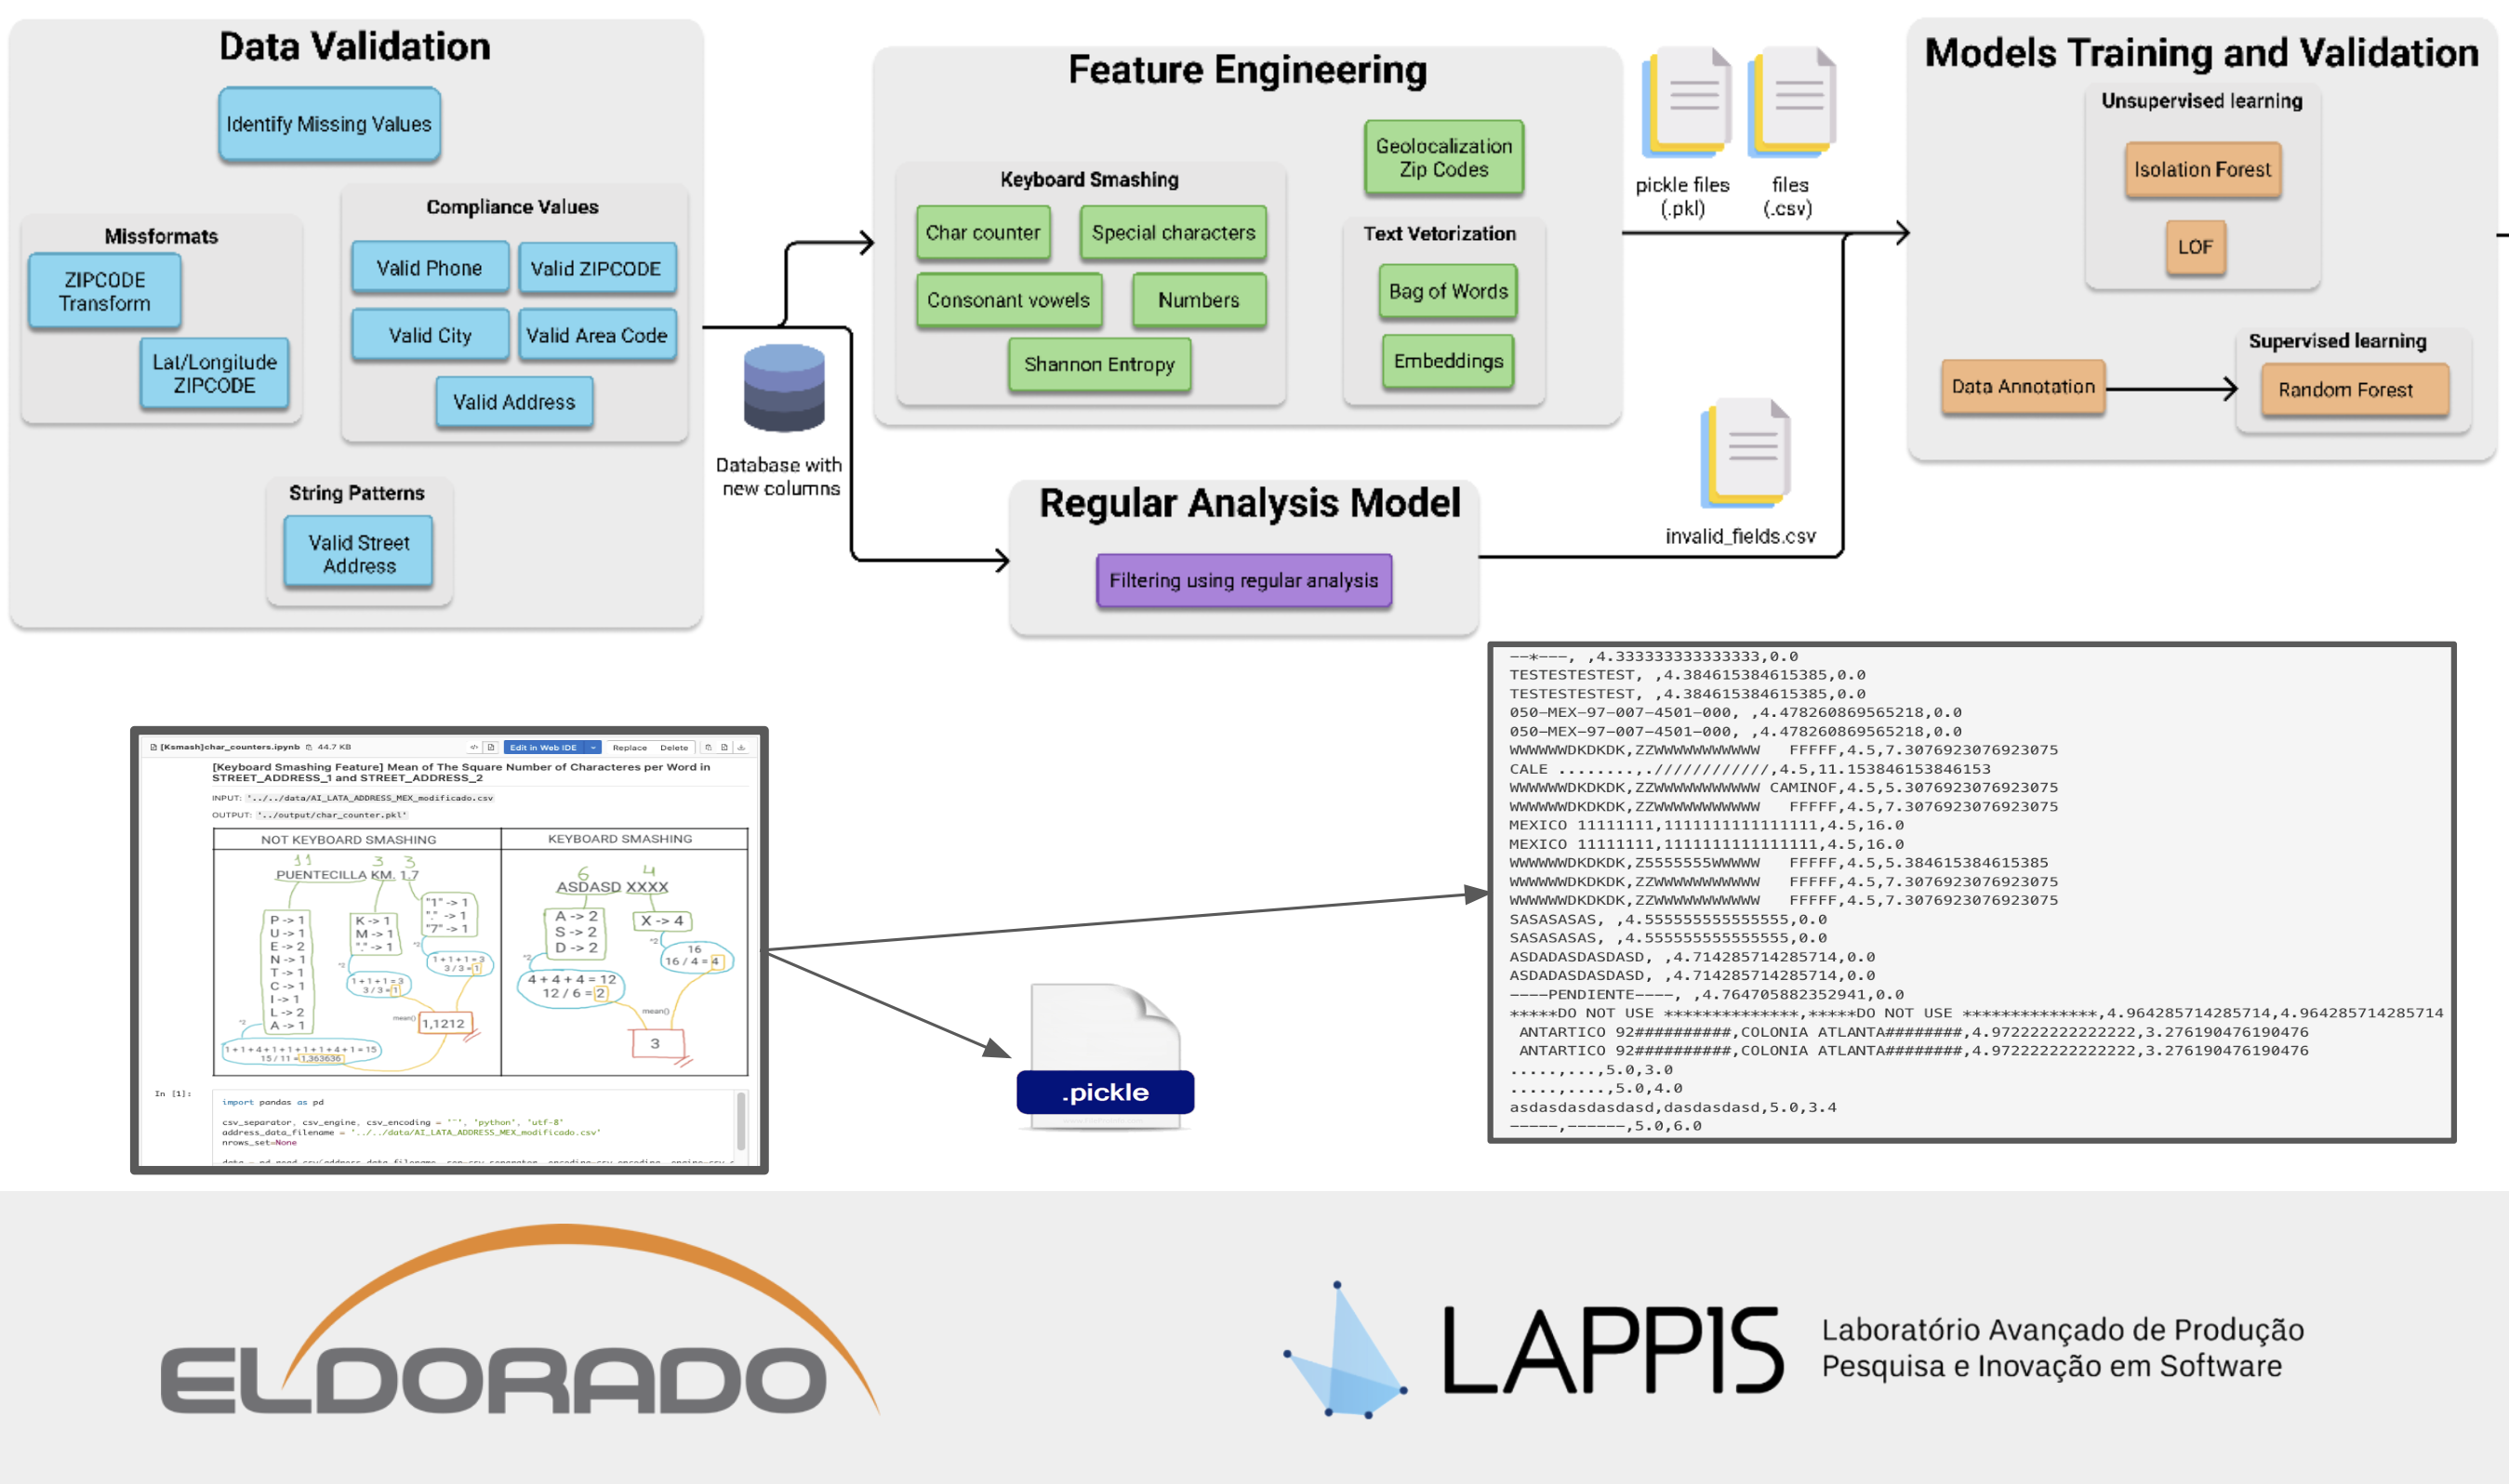 Data Validation
Identify Missing Values
Missformats
ZIPCODE
Transform
Lat/Longitude
ZIPCODE
Compliance Values
Valid Phone
Valid ZIPCODE
Valid City
Valid Area Code
Valid Address
String Patterns
Valid Street
Address
Database with
new columns
Feature Engineering
Keyboard Smashing
Char counter
Special characters
Consonant vowels
Numbers
Shannon Entropy
Geolocalization
Zip Codes
Text Vetorization
Bag of Words
Embeddings
Regular Analysis Model
Filtering using regular analysis
pickle files
(.pkl)
files
(.csv)
invalid_fields.csv
Models Training and Validation
Unsupervised learning
Isolation Forest
LOF
Data Annotation
Supervised learning
Random Forest
[Ksmash]char_counters.ipynb 44.7 KB
Edit in Web IDE
Replace
Delete
[Keyboard Smashing Feature] Mean of The Square Number of Characteres per Word in
STREET_ADDRESS_1 and STREET_ADDRESS_2
INPUT: '../../data/AI_LATA_ADDRESS_MEX_modificado.csv
OUTPUT: '../output/char_counter.pkl'
NOT KEYBOARD SMASHING
11 3 3
PUENTECILLA KM. 1.7
P -> 1
U -> 1
E -> 2
N -> 1
T -> 1
C -> 1
I -> 1
L -> 2
A -> 1
K -> 1
M -> 1
"." -> 1
"1" -> 1
"." -> 1
"7" -> 1
^2
^2
^2
1 + 1 + 1 = 3
3 / 3 = 1
1 + 1 + 1 = 3
3 / 3 = 1
mean()
1,1212
1 + 1 + 4 + 1 + 1 + 1 + 1 + 4 + 1 = 15
15 / 11 = 1,363636
KEYBOARD SMASHING
6 4
ASDASD XXXX
A -> 2
S -> 2
D -> 2
X -> 4
^2
^2
16
16 / 4 = 4
4 + 4 + 4 = 12
12 / 6 = 2
mean()
3
In [1]:
import pandas as pd
csv_separator, csv_engine, csv_encoding = '^', 'python', 'utf-8'
address_data_filename = '../../data/AI_LATA_ADDRESS_MEX_modificado.csv'
nrows_set=None
.pickle
--*---, ,4.333333333333333,0.0
TESTESTESTEST, ,4.384615384615385,0.0
TESTESTESTEST, ,4.384615384615385,0.0
050-MEX-97-007-4501-000, ,4.478260869565218,0.0
050-MEX-97-007-4501-000, ,4.478260869565218,0.0
WWWWWWDKDKDK,ZZWWWWWWWWWWW   FFFFF,4.5,7.3076923076923075
CALE ........,.////////////,4.5,11.153846153846153
WWWWWWDKDKDK,ZZWWWWWWWWWWW CAMINOF,4.5,5.3076923076923075
WWWWWWDKDKDK,ZZWWWWWWWWWWW   FFFFF,4.5,7.3076923076923075
MEXICO 11111111,1111111111111111,4.5,16.0
MEXICO 11111111,1111111111111111,4.5,16.0
WWWWWWDKDKDK,Z5555555WWWWW   FFFFF,4.5,5.384615384615385
WWWWWWDKDKDK,ZZWWWWWWWWWWW   FFFFF,4.5,7.3076923076923075
WWWWWWDKDKDK,ZZWWWWWWWWWWW   FFFFF,4.5,7.3076923076923075
SASASASAS, ,4.555555555555555,0.0
SASASASAS, ,4.555555555555555,0.0
ASDADASDASDASD, ,4.714285714285714,0.0
ASDADASDASDASD, ,4.714285714285714,0.0
----PENDIENTE----, ,4.764705882352941,0.0
*****DO NOT USE **************,*****DO NOT USE **************,4.964285714285714,4.964285714285714
ANTARTICO 92##########,COLONIA ATLANTA########,4.972222222222222,3.276190476190476
ANTARTICO 92##########,COLONIA ATLANTA########,4.972222222222222,3.276190476190476
.....,...,5.0,3.0
.....,....,5.0,4.0
asdasdasdasdasd,dasdasdasd,5.0,3.4
-----,------,5.0,6.0
ELDORADO
LAPPIS
Laboratório Avançado de Produção
Pesquisa e Inovação em Software